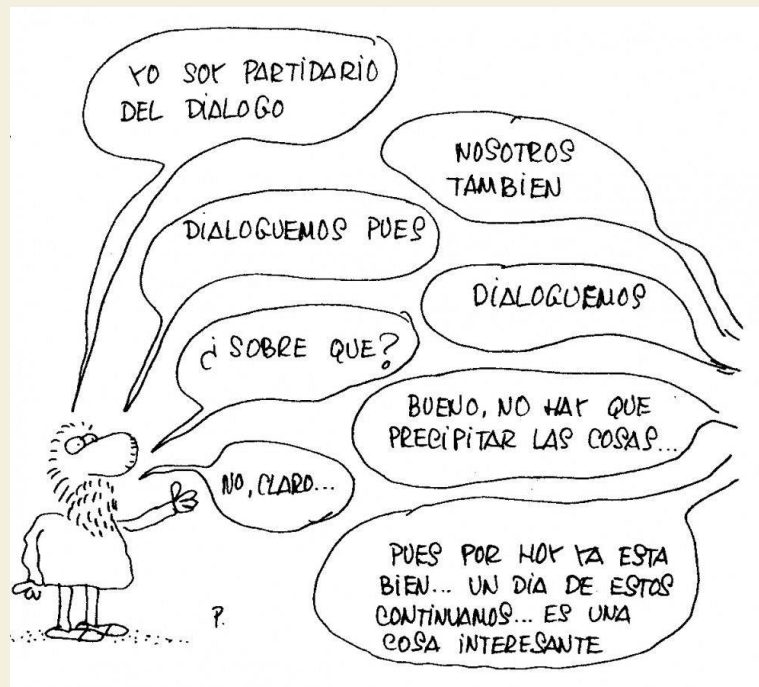 YO SOY PARTIDARIO
DEL DIALOGO
NOSOTROS
TAMBIEN
DIALOGUEMOS PUES
DIALOGUEMOS
¿SOBRE QUE?
BUENO, NO HAY QUE
PRECIPITAR LAS COSAS...
NO, CLARO...
PUES POR HOY YA ESTA
BIEN... UN DIA DE ESTOS
CONTINUAMOS... ES UNA
COSA INTERESANTE
P.